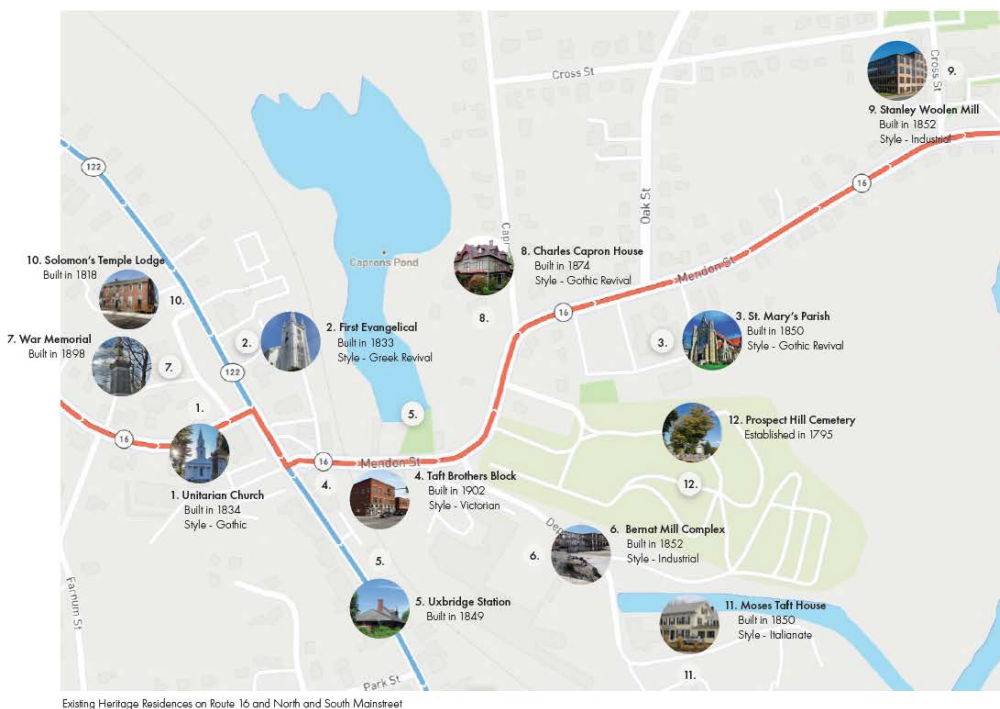 Cross St
Cross St
9.
9. Stanley Woolen Mill
Built in 1852
Style - Industrial
122
16
Oak St
Caprons Pond
Capr
8. Charles Capron House
Built in 1874
Style - Gothic Revival
Mendon St
10. Solomon's Temple Lodge
Built in 1818
10.
16
8.
3. St. Mary's Parish
Built in 1850
Style - Gothic Revival
3.
2. First Evangelical
Built in 1833
Style - Greek Revival
2.
7. War Memorial
Built in 1898
7.
122
1.
5.
12. Prospect Hill Cemetery
Established in 1795
12.
16
16
Mendon St
4. Taft Brothers Block
Built in 1902
Style - Victorian
4.
1. Unitarian Church
Built in 1834
Style - Gothic
6. Bernat Mill Complex
Built in 1852
Style - Industrial
6.
De
5.
5. Uxbridge Station
Built in 1849
11. Moses Taft House
Built in 1850
Style - Italianate
11.
Farnum St
Park St
Existing Heritage Residences on Route 16 and North and South Mainstreet